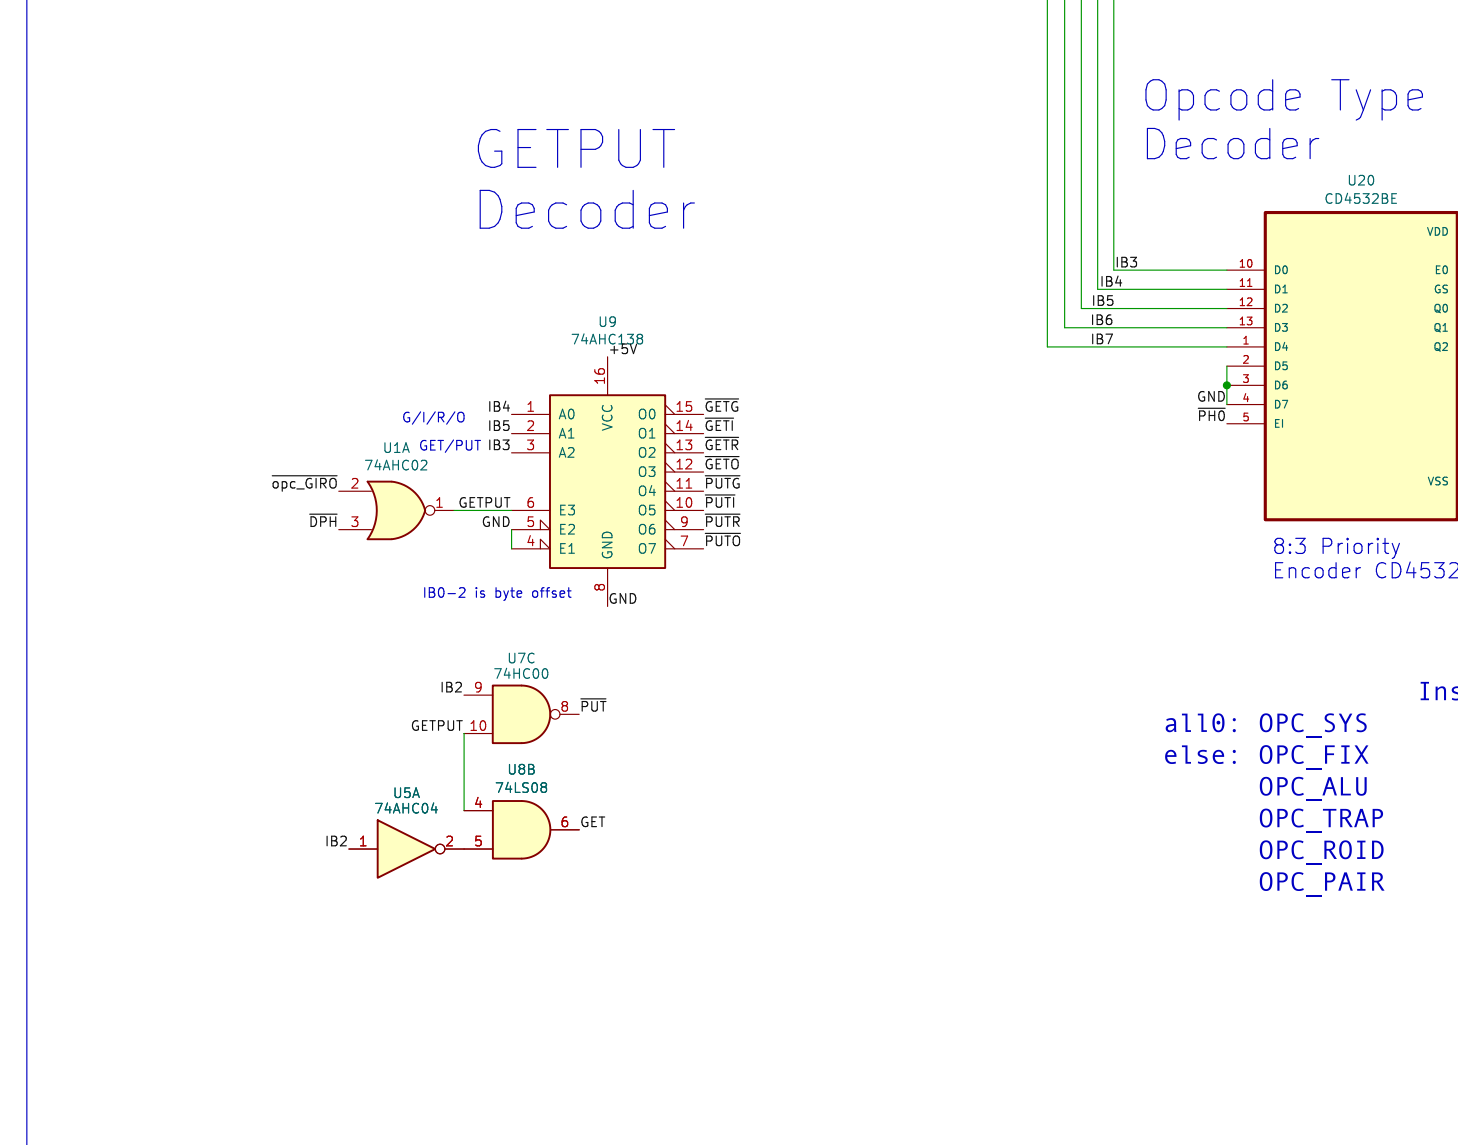 Opcode Type
Decoder
GETPUT
Decoder
U20
CD4532BE
VDD
IB3
10
D0
E0
IB4
11
D1
GS
IB5
12
D2
Q0
IB6
13
D3
Q1
IB7
1
D4
Q2
2
D5
3
D6
GND
4
D7
PH0
5
EI
VSS
8:3 Priority
Encoder CD4532
U9
74AHC138
+5V
16
VCC
G/I/R/O
IB4
1
A0
O0
15
GETG
IB5
2
A1
O1
14
GETI
GET/PUT
IB3
3
A2
O2
13
GETR
O3
12
GETO
O4
11
PUTG
GETPUT
6
E3
O5
10
PUTI
GND
5
E2
O6
9
PUTR
4
E1
O7
7
PUTO
GND
8
GND
U1A
74AHC02
opc_GIRO
2
1
DPH
3
IB0-2 is byte offset
U7C
74HC00
IB2
9
8
PUT
GETPUT
10
U8B
74LS08
4
6
GET
5
U5A
74AHC04
IB2
1
2
Ins
all0: OPC_SYS
else: OPC_FIX
OPC_ALU
OPC_TRAP
OPC_ROID
OPC_PAIR